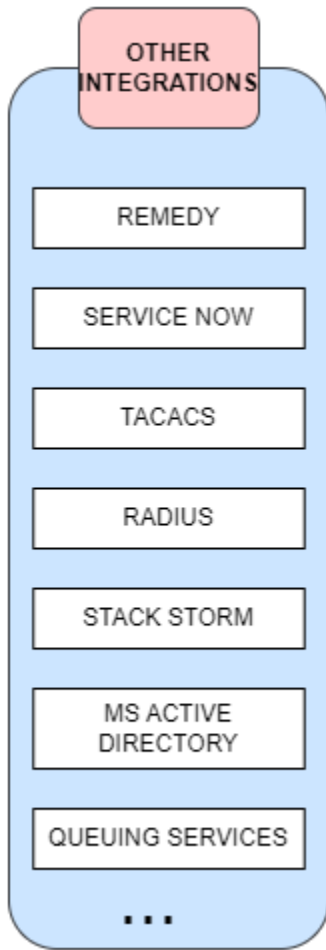 OTHER
INTEGRATIONS
REMEDY
SERVICE NOW
TACACS
RADIUS
STACK STORM
MS ACTIVE
DIRECTORY
QUEUING SERVICES
...